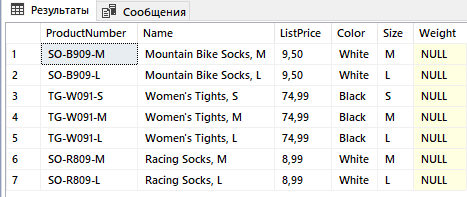 Результаты Сообщения
ProductNumber Name ListPrice Color Size Weight
1 SO-B909-M Mountain Bike Socks, M 9,50 White M NULL
2 SO-B909-L Mountain Bike Socks, L 9,50 White L NULL
3 TG-W091-S Women's Tights, S 74,99 Black S NULL
4 TG-W091-M Women's Tights, M 74,99 Black M NULL
5 TG-W091-L Women's Tights, L 74,99 Black L NULL
6 SO-R809-M Racing Socks, M 8,99 White M NULL
7 SO-R809-L Racing Socks, L 8,99 White L NULL